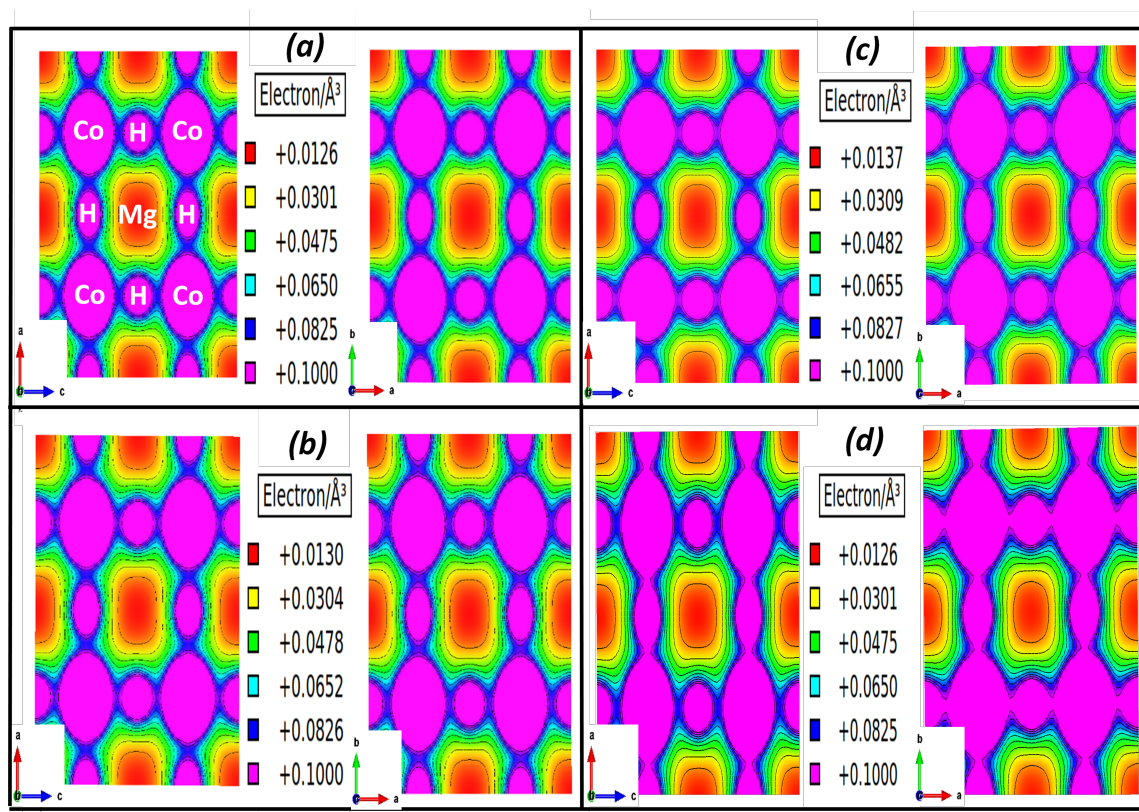 (a)
Electron/Å³
+0.0126
+0.0301
+0.0475
+0.0650
+0.0825
+0.1000
Co H Co
H Mg H
Co H Co
a
c
b
a
(c)
Electron/Å³
+0.0137
+0.0309
+0.0482
+0.0655
+0.0827
+0.1000
a
c
b
a
(b)
Electron/Å³
+0.0130
+0.0304
+0.0478
+0.0652
+0.0826
+0.1000
a
c
b
a
(d)
Electron/Å³
+0.0126
+0.0301
+0.0475
+0.0650
+0.0825
+0.1000
a
c
b
a